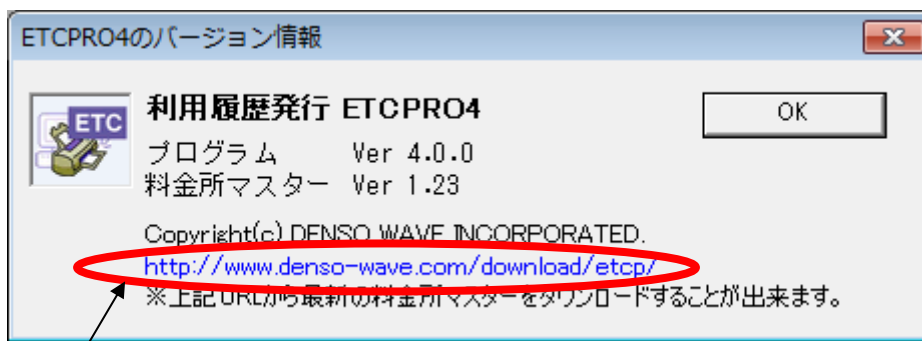 ETCPRO4のバージョン情報
ETC
利用履歴発行 ETCPRO4
OK
プログラム Ver 4.0.0
料金所マスター Ver 1.23
Copyright(c) DENSO WAVE INCORPORATED.
http://www.denso-wave.com/download/etcp/
※上記URLから最新の料金所マスターをダウンロードすることが出来ます。